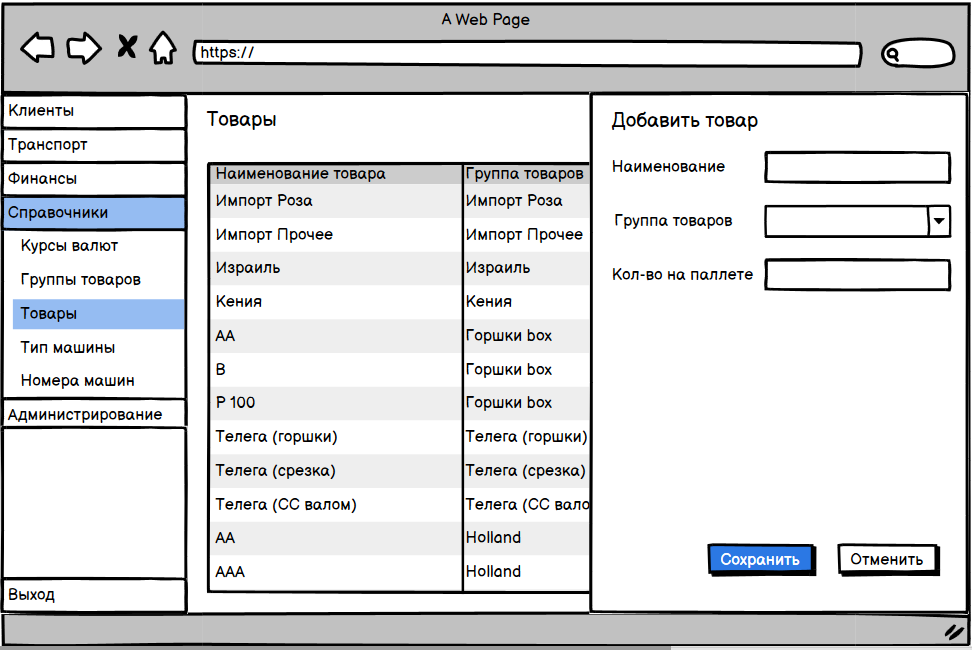 A Web Page
https://
Клиенты
Транспорт
Финансы
Справочники
Курсы валют
Группы товаров
Товары
Тип машины
Номера машин
Администрирование
Выход
Товары
Наименование товара Группа товаров
Импорт Роза Импорт Роза
Импорт Прочее Импорт Прочее
Израиль Израиль
Кения Кения
АА Горшки box
В Горшки box
Р 100 Горшки box
Телега (горшки) Телега (горшки)
Телега (срезка) Телега (срезка)
Телега (СС валом) Телега (СС вало
АА Holland
ААА Holland
Добавить товар
Наименование
Группа товаров
Кол-во на паллете
Сохранить Отменить